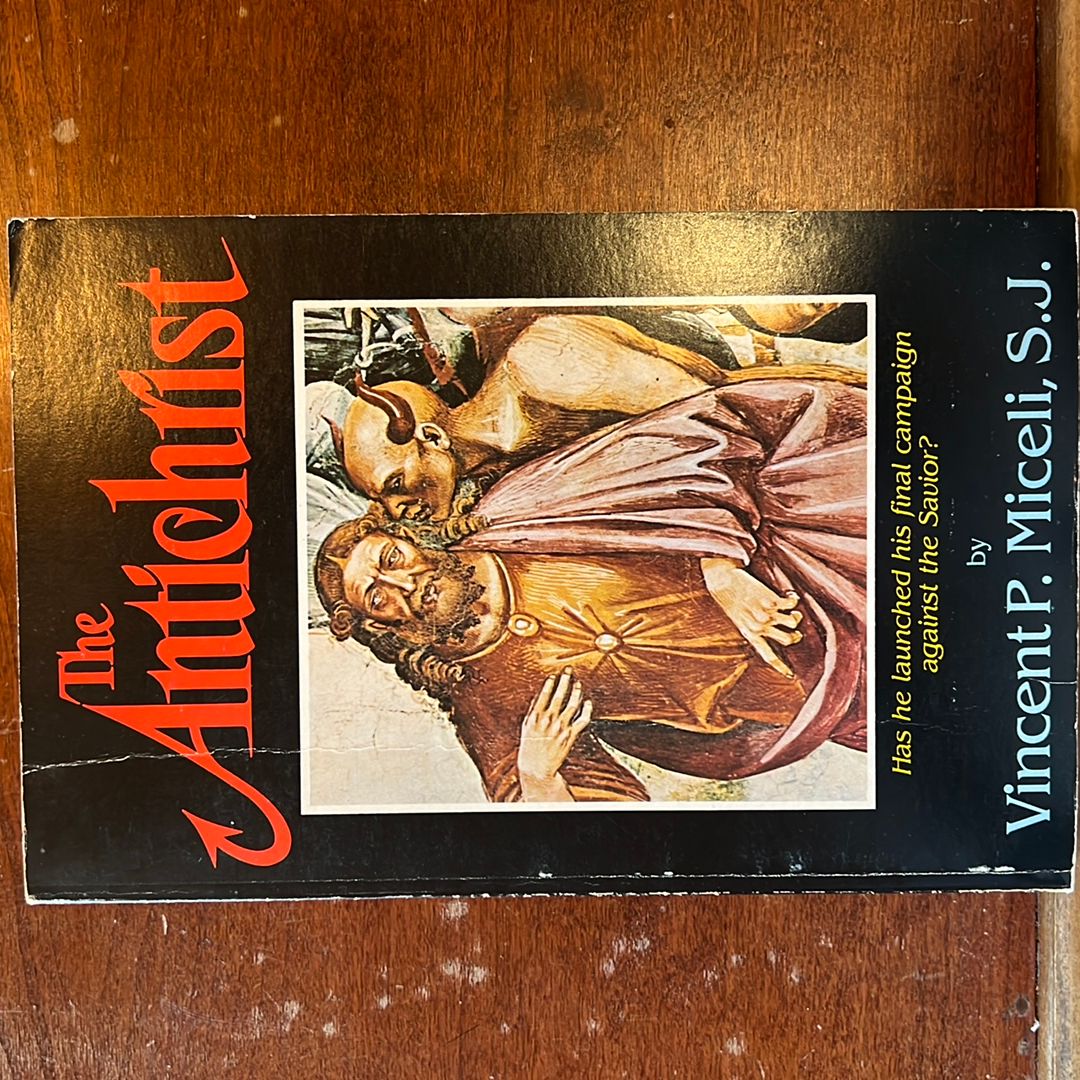 The
Antichrist
Has he launched his final campaign
against the Savior?
by
Vincent P. Miceli, S.J.